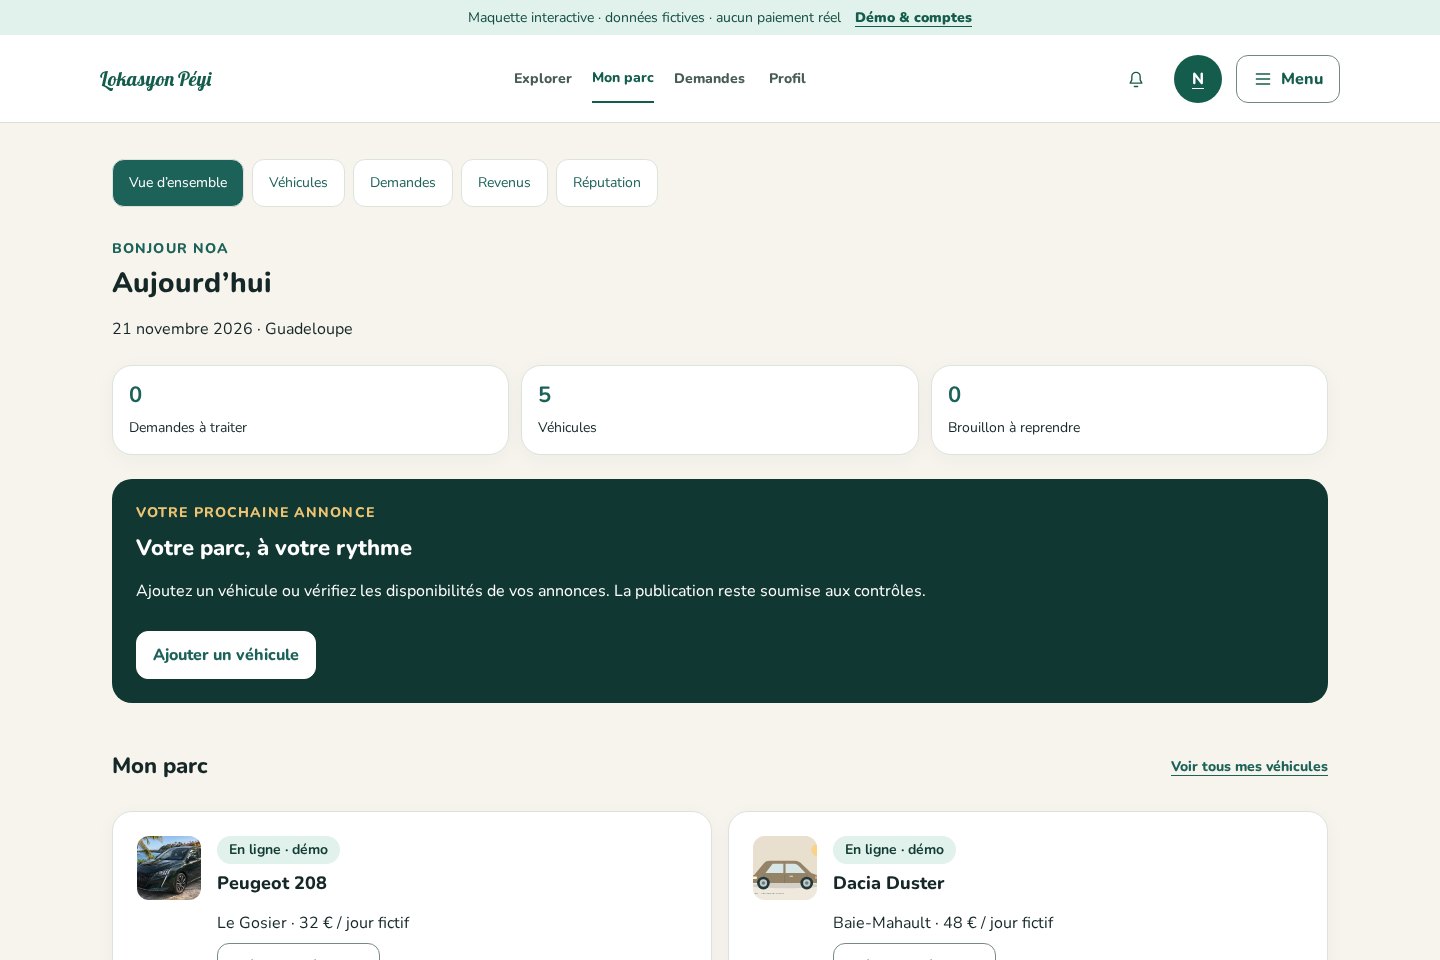 Maquette interactive · données fictives · aucun paiement réel Démo & comptes
Lokasyon Péyi
Explorer Mon parc Demandes Profil
N
Menu
Vue d’ensemble Véhicules Demandes Revenus Réputation
BONJOUR NOA
Aujourd’hui
21 novembre 2026 · Guadeloupe
0 5 0
Demandes à traiter Véhicules Brouillon à reprendre
VOTRE PROCHAINE ANNONCE
Votre parc, à votre rythme
Ajoutez un véhicule ou vérifiez les disponibilités de vos annonces. La publication reste soumise aux contrôles.
Ajouter un véhicule
Mon parc Voir tous mes véhicules
En ligne · démo En ligne · démo
Peugeot 208 Dacia Duster
Le Gosier · 32 € / jour fictif Baie-Mahault · 48 € / jour fictif